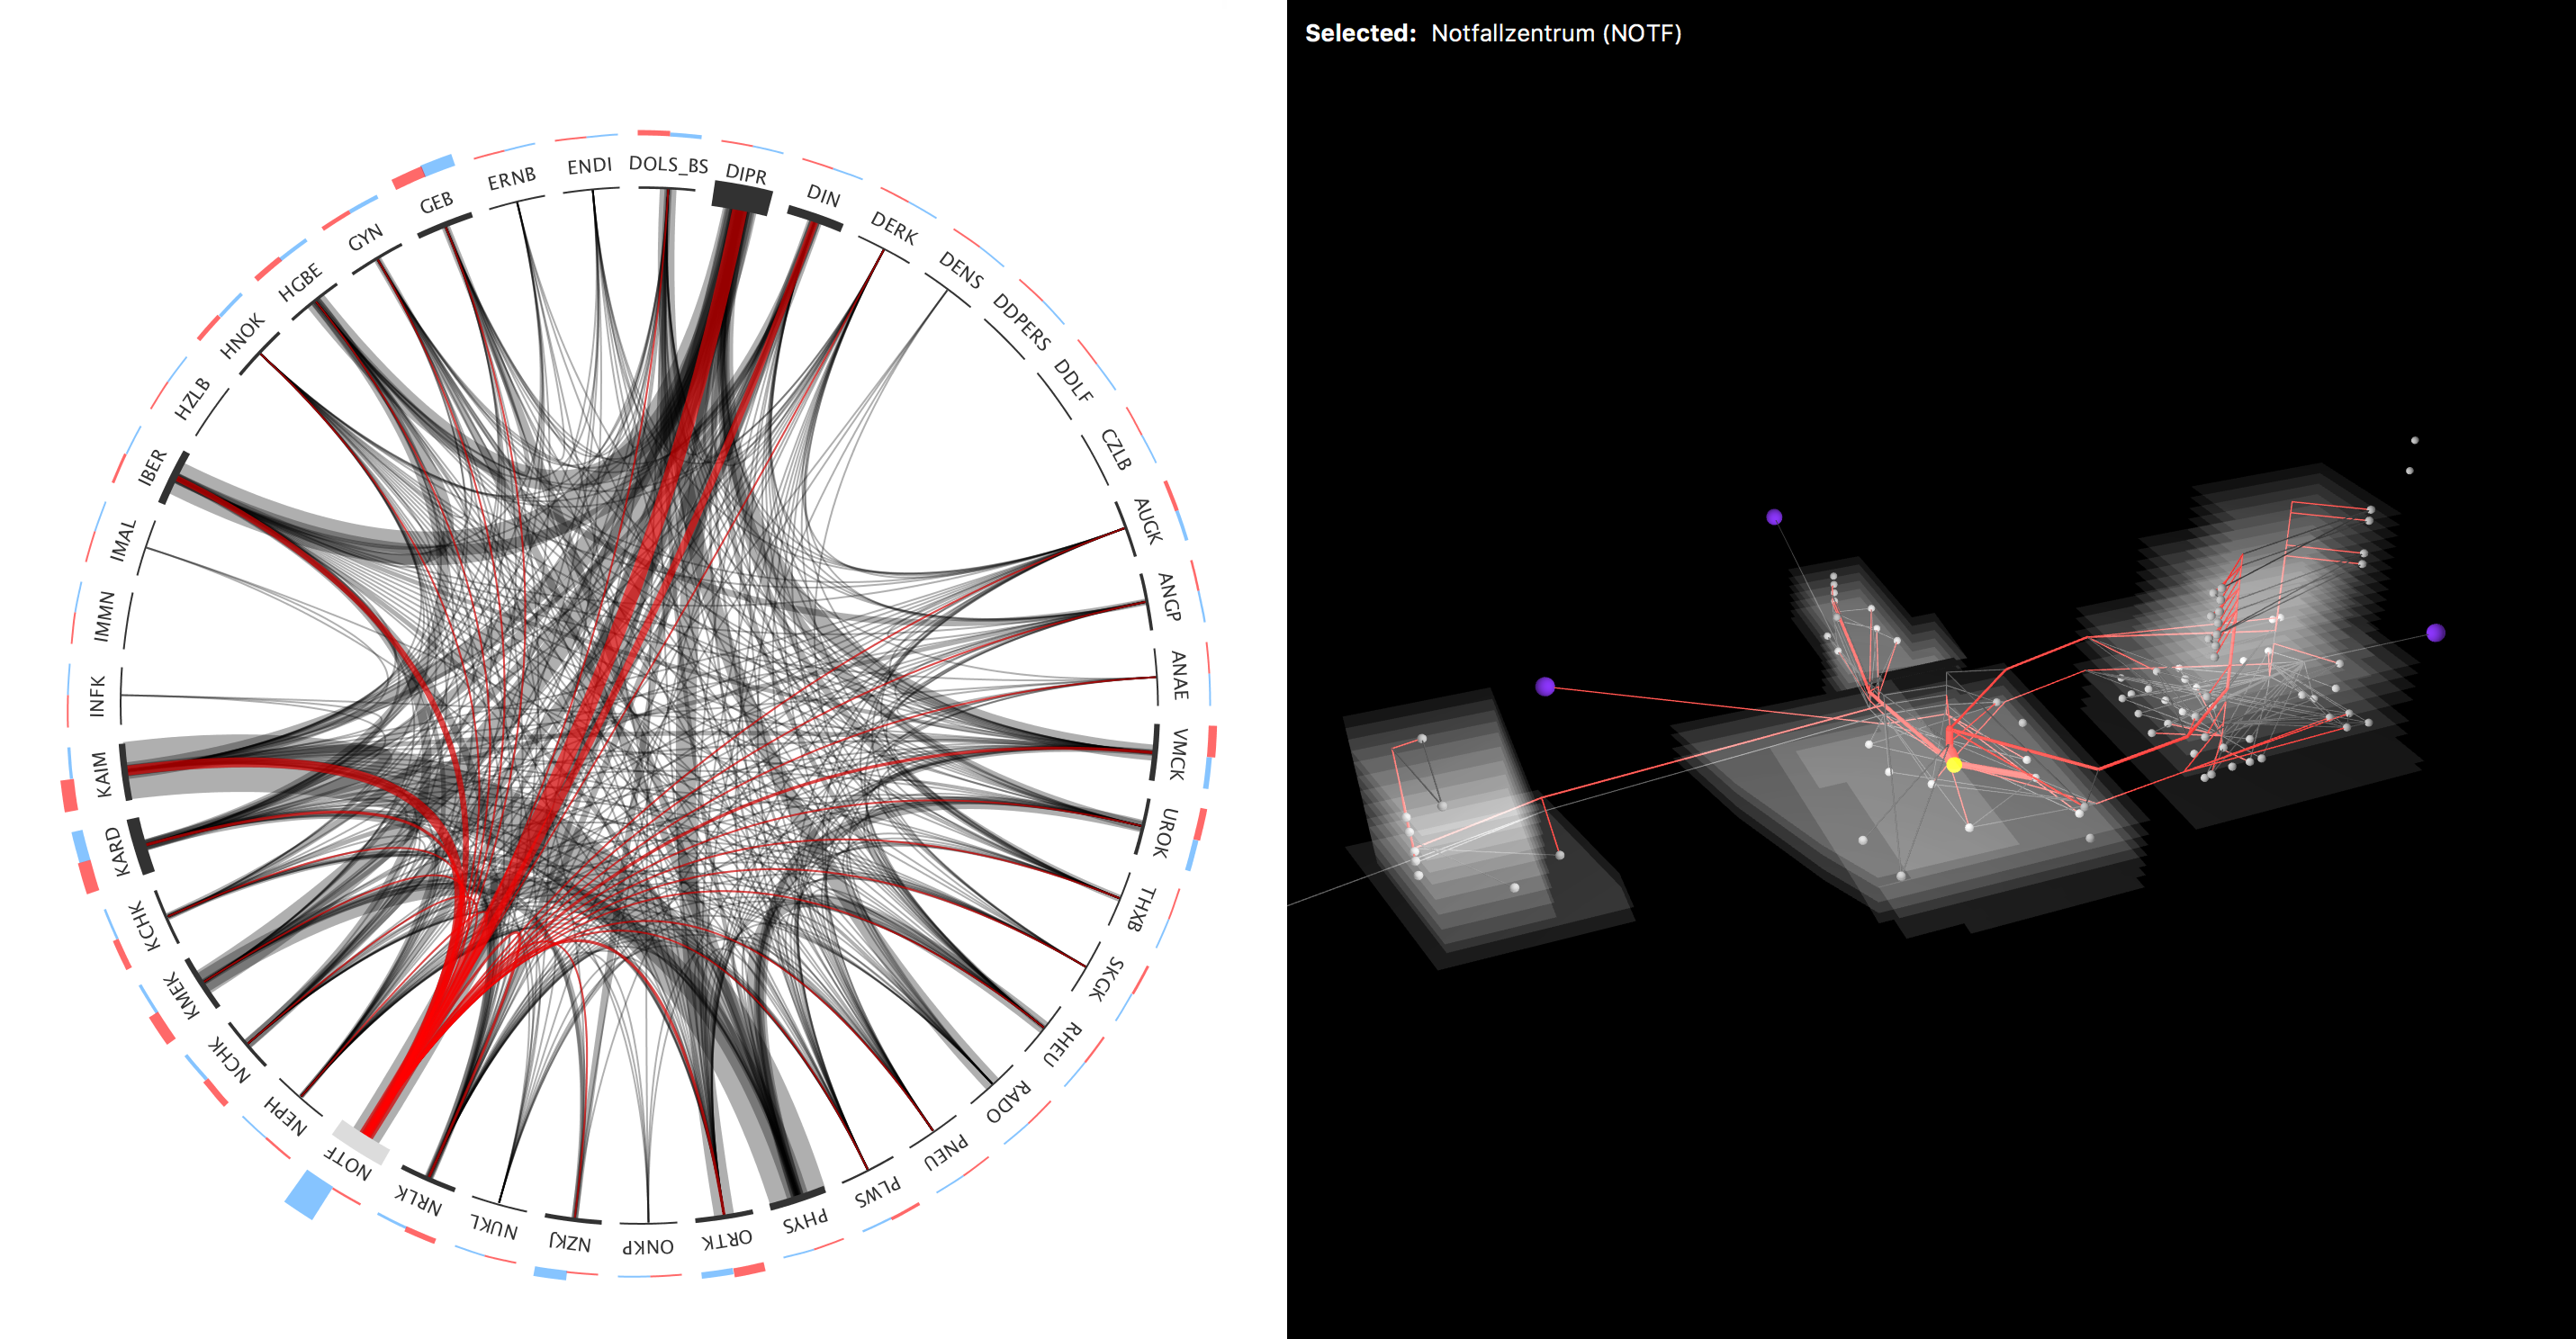 DOLS_BS
DIPR
DIN
DERK
DENS
DDPERS
DDLF
CZLB
AUGK
ANGP
ANAE
VMCK
UROK
THXB
SKGK
RHEU
RADO
PNEU
PLWS
PHYS
ORTK
ONKP
NZKJ
NUKL
NRLK
NOTF
NEPH
NCHK
KMEK
KCHK
KARD
KAIM
INFK
IMMN
IMAL
IBER
HZLB
HNOK
HGBE
GYN
GEB
ERNB
ENDI
Selected: Notfallzentrum (NOTF)